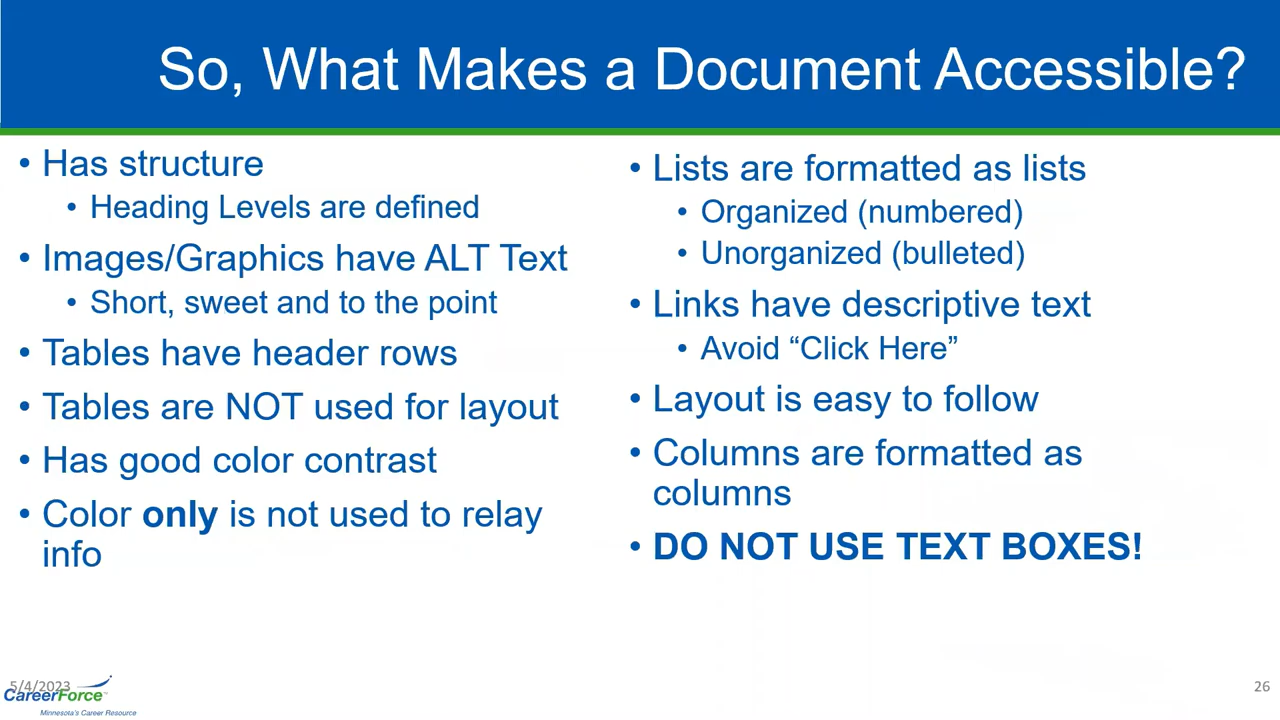 So, What Makes a Document Accessible?
• Has structure
• Heading Levels are defined
• Images/Graphics have ALT Text
• Short, sweet and to the point
• Tables have header rows
• Tables are NOT used for layout
• Has good color contrast
• Color only is not used to relay
info
• Lists are formatted as lists
• Organized (numbered)
• Unorganized (bulleted)
• Links have descriptive text
• Avoid “Click Here”
• Layout is easy to follow
• Columns are formatted as
columns
• DO NOT USE TEXT BOXES!
5/4/2023
CareerForce™
Minnesota's Career Resource
26